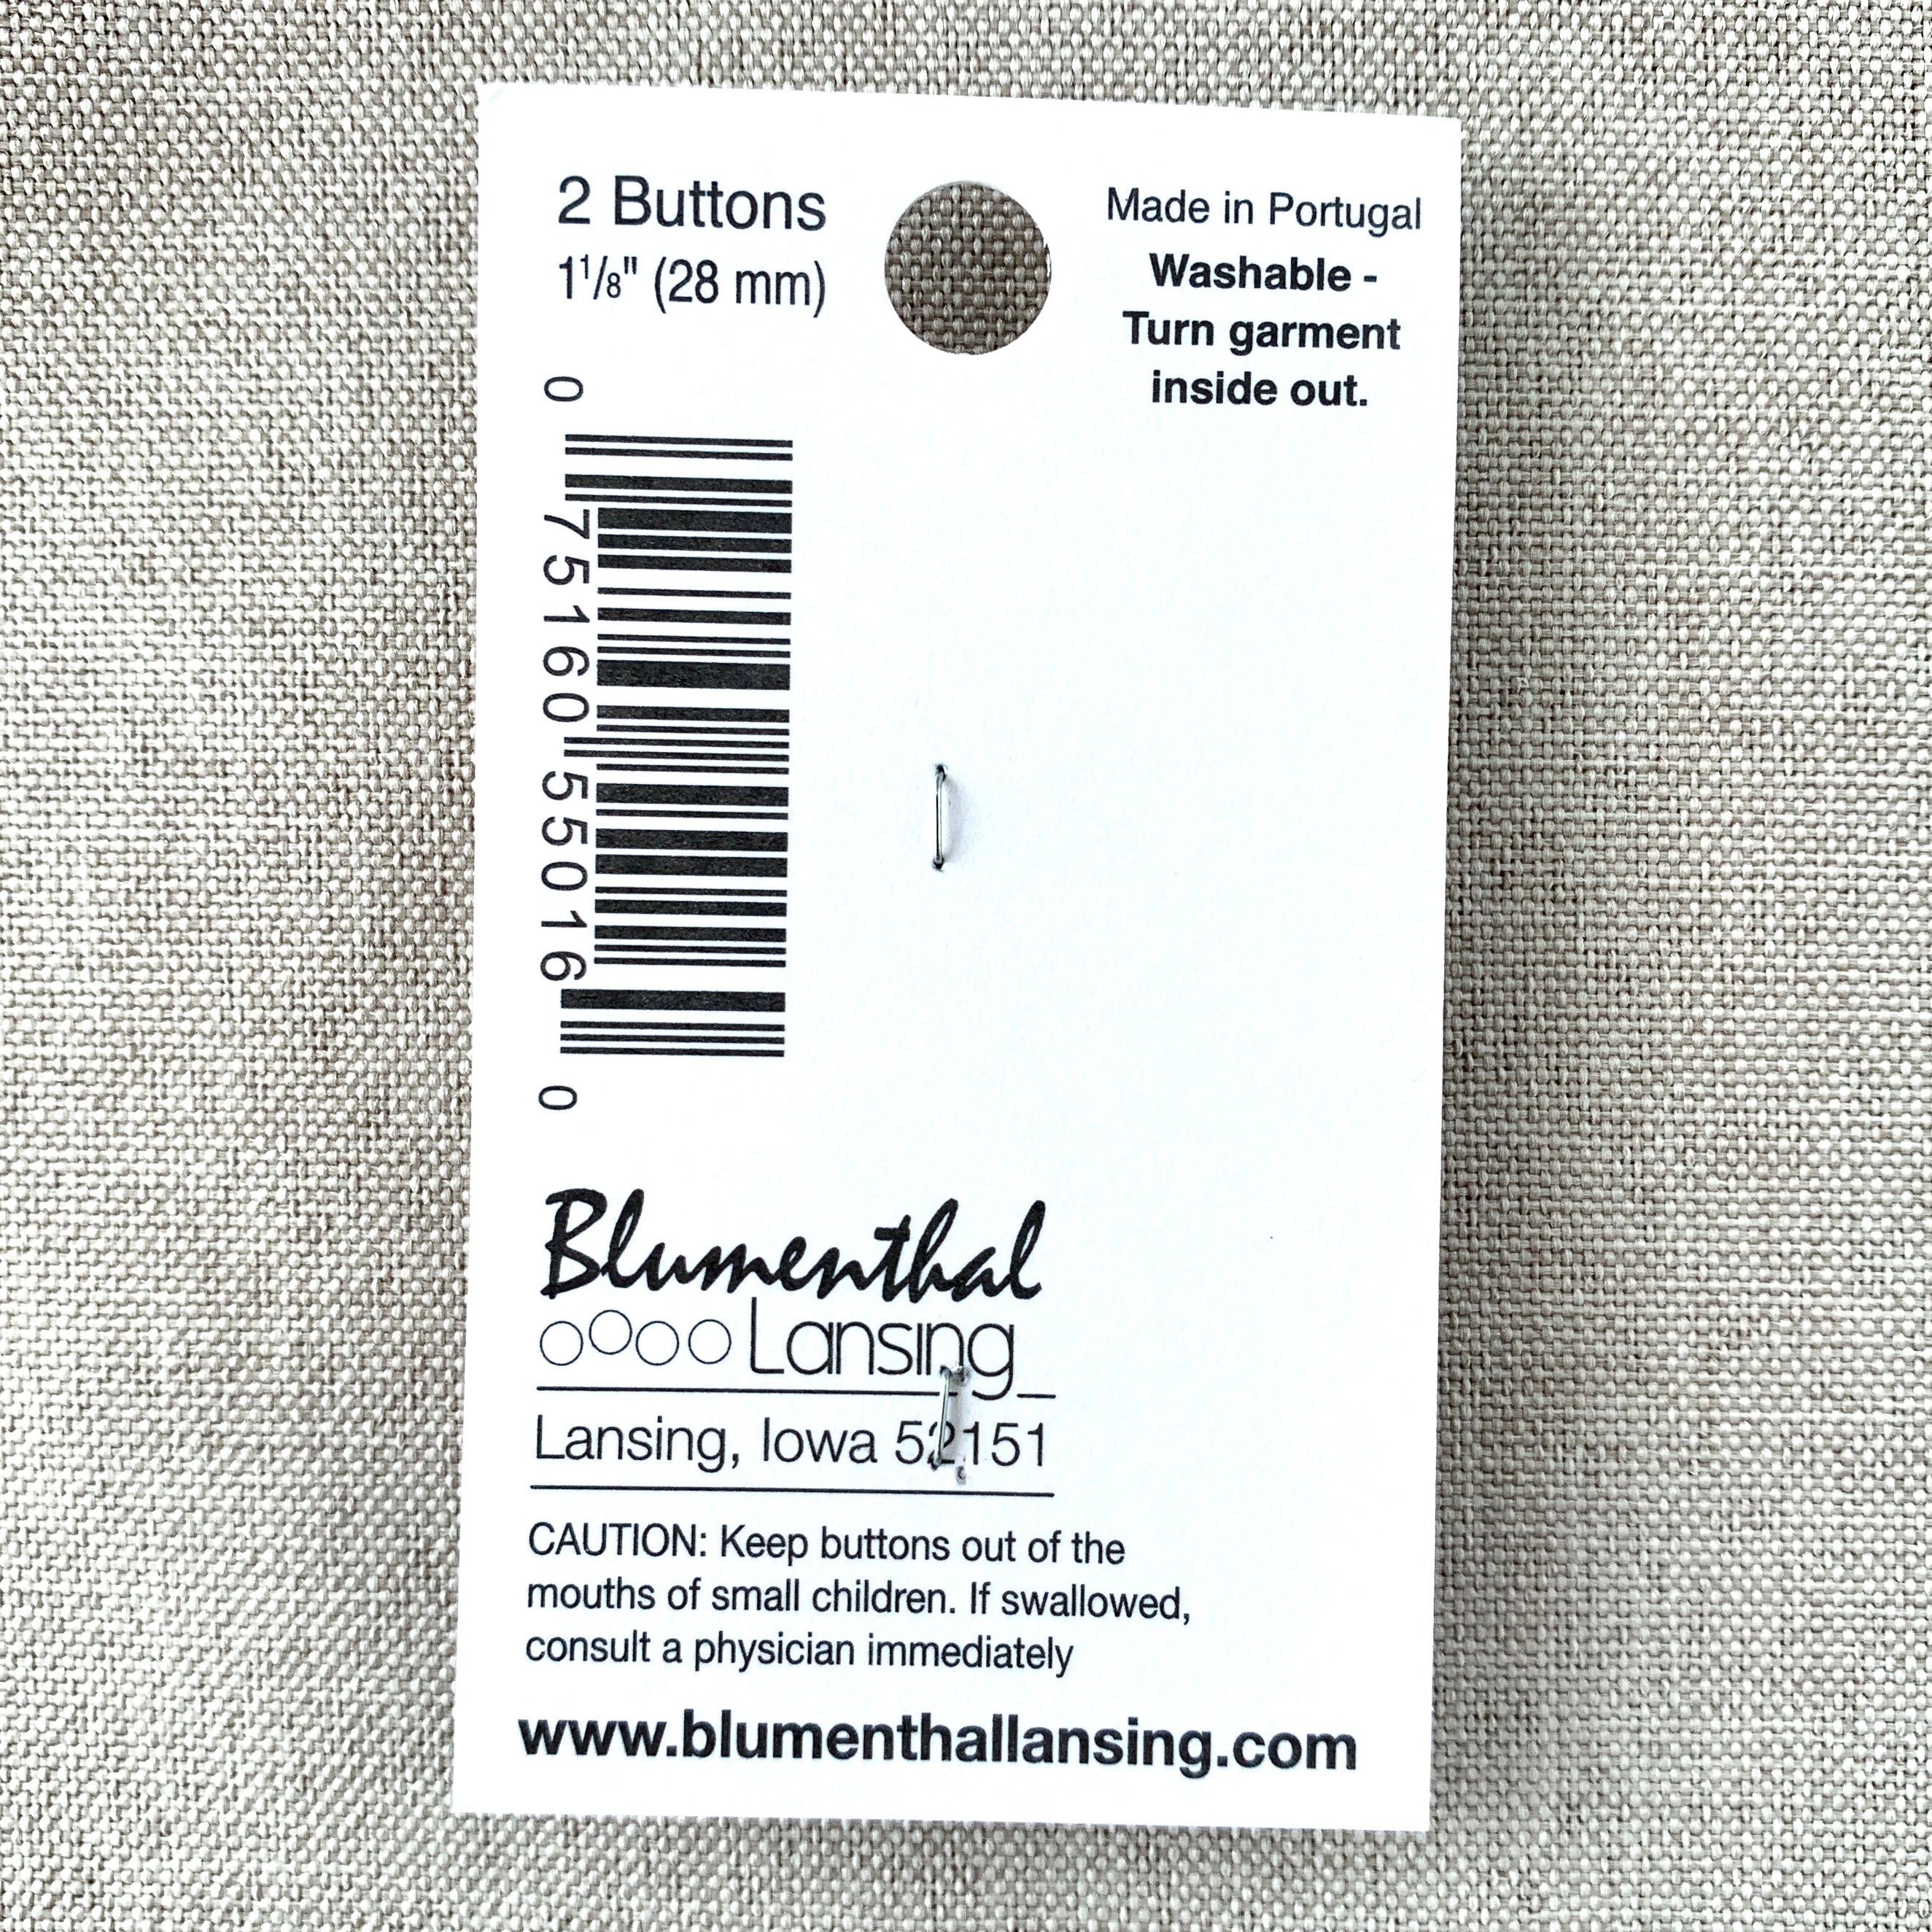 2 Buttons
1 1/8" (28 mm)
Made in Portugal
Washable -
Turn garment
inside out.
0 75160 55016 0
Blumenthal
Lansing
Lansing, Iowa 52151
CAUTION: Keep buttons out of the
mouths of small children. If swallowed,
consult a physician immediately
www.blumenthallansing.com